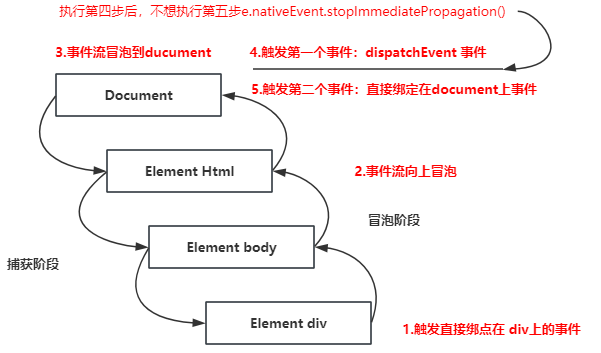 执行第四步后，不想执行第五步e.nativeEvent.stopImmediatePropagation()
3.事件流冒泡到ducument
4.触发第一个事件：dispatchEvent 事件
5.触发第二个事件：直接绑定在document上事件
Document
Element Html
2.事件流向上冒泡
冒泡阶段
Element body
捕获阶段
Element div
1.触发直接绑点在 div上的事件